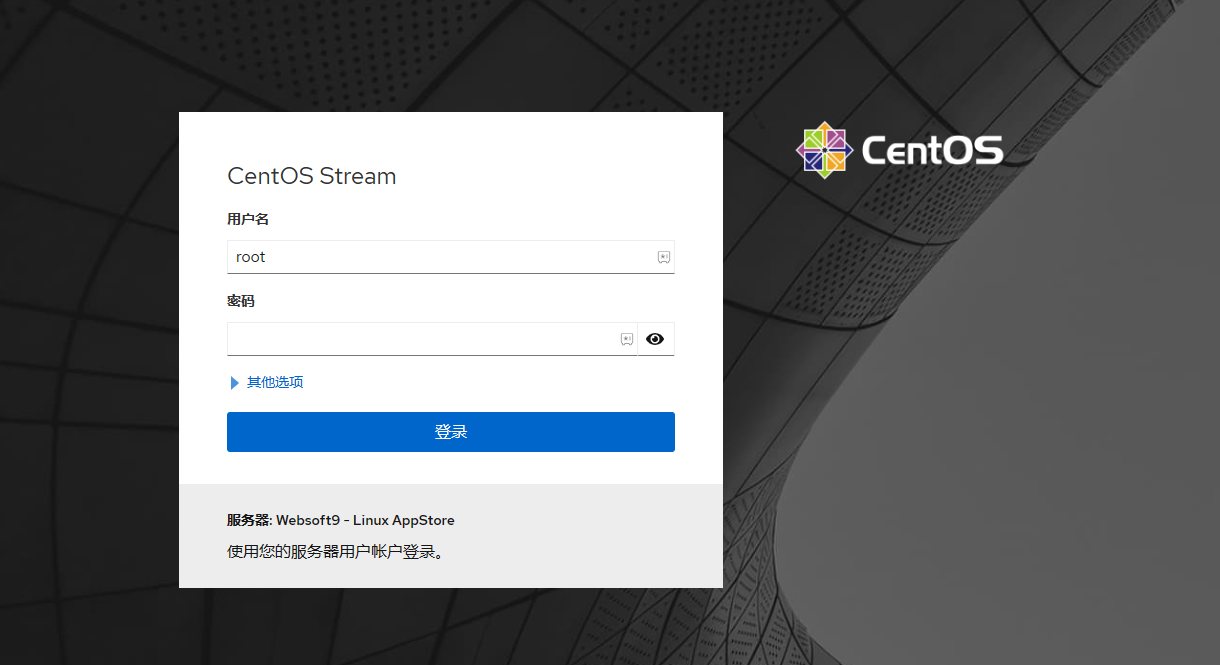 CentOS Stream
CentOS
用户名
root
密码
其他选项
登录
服务器: Websoft9 - Linux AppStore
使用您的服务器用户帐户登录。